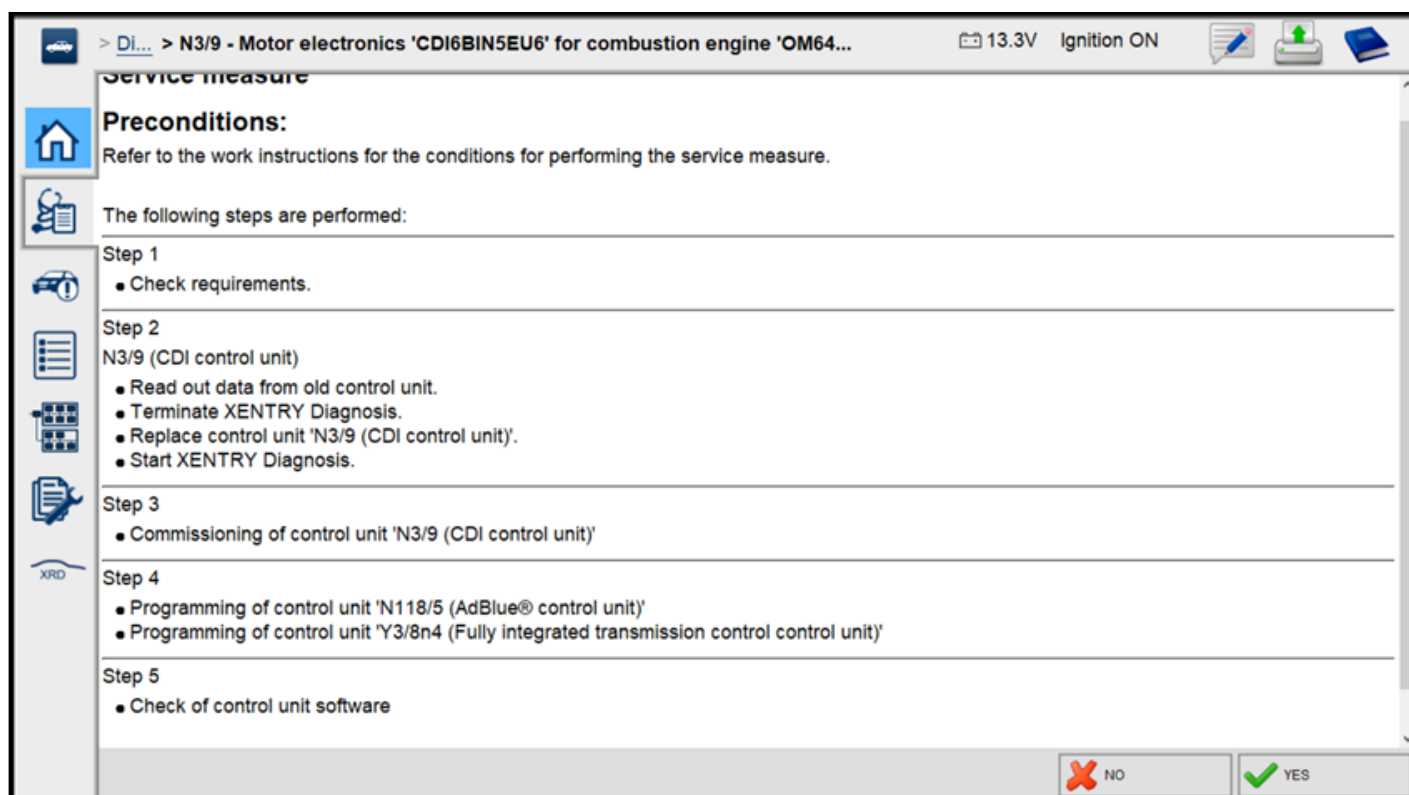 > Di... > N3/9 - Motor electronics 'CDI6BIN5EU6' for combustion engine 'OM64...
13.3V Ignition ON
Service measure
Preconditions:
Refer to the work instructions for the conditions for performing the service measure.
The following steps are performed:
Step 1
• Check requirements.
Step 2
N3/9 (CDI control unit)
• Read out data from old control unit.
• Terminate XENTRY Diagnosis.
• Replace control unit 'N3/9 (CDI control unit)'.
• Start XENTRY Diagnosis.
Step 3
• Commissioning of control unit 'N3/9 (CDI control unit)'
XRD
Step 4
• Programming of control unit 'N118/5 (AdBlue® control unit)'
• Programming of control unit 'Y3/8n4 (Fully integrated transmission control control unit)'
Step 5
• Check of control unit software
NO
YES